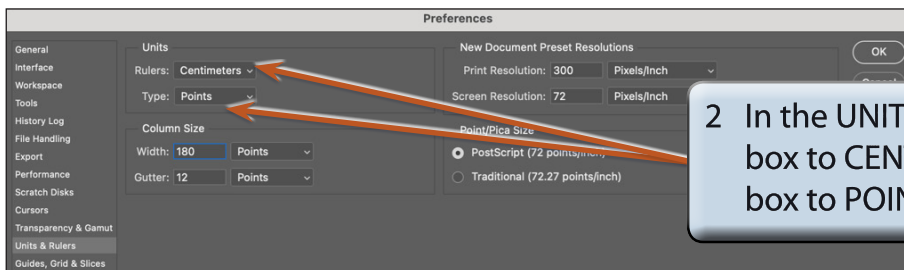 Preferences
General
Interface
Workspace
Tools
History Log
File Handling
Export
Performance
Scratch Disks
Cursors
Transparency & Gamut
Units & Rulers
Guides, Grid & Slices
Units
Rulers: Centimeters
Type: Points
Column Size
Width: 180 Points
Gutter: 12 Points
New Document Preset Resolutions
Print Resolution: 300 Pixels/Inch
Screen Resolution: 72 Pixels/Inch
Point/Pica Size
PostScript (72 points/inch)
Traditional (72.27 points/inch)
OK
2 In the UNIT
box to CEN
box to POIN